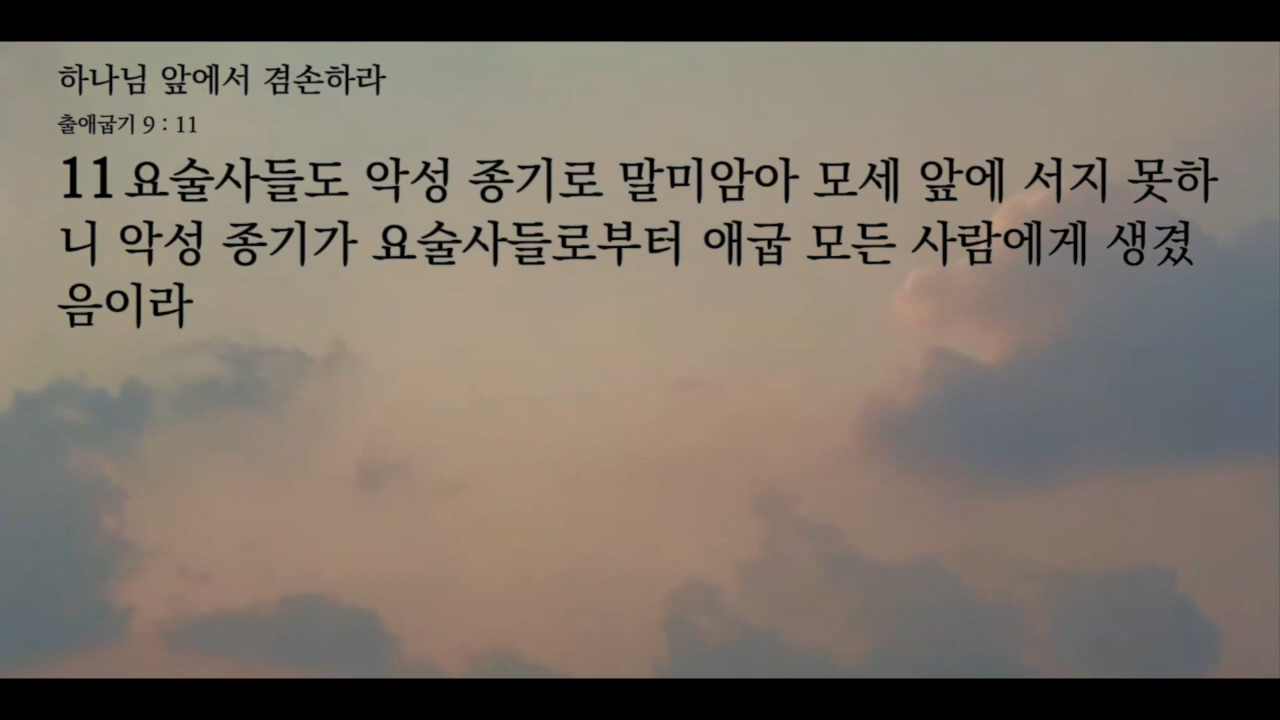 하나님 앞에서 겸손하라
출애굽기 9 : 11
11 요술사들도 악성 종기로 말미암아 모세 앞에 서지 못하
니 악성 종기가 요술사들로부터 애굽 모든 사람에게 생겼
음이라